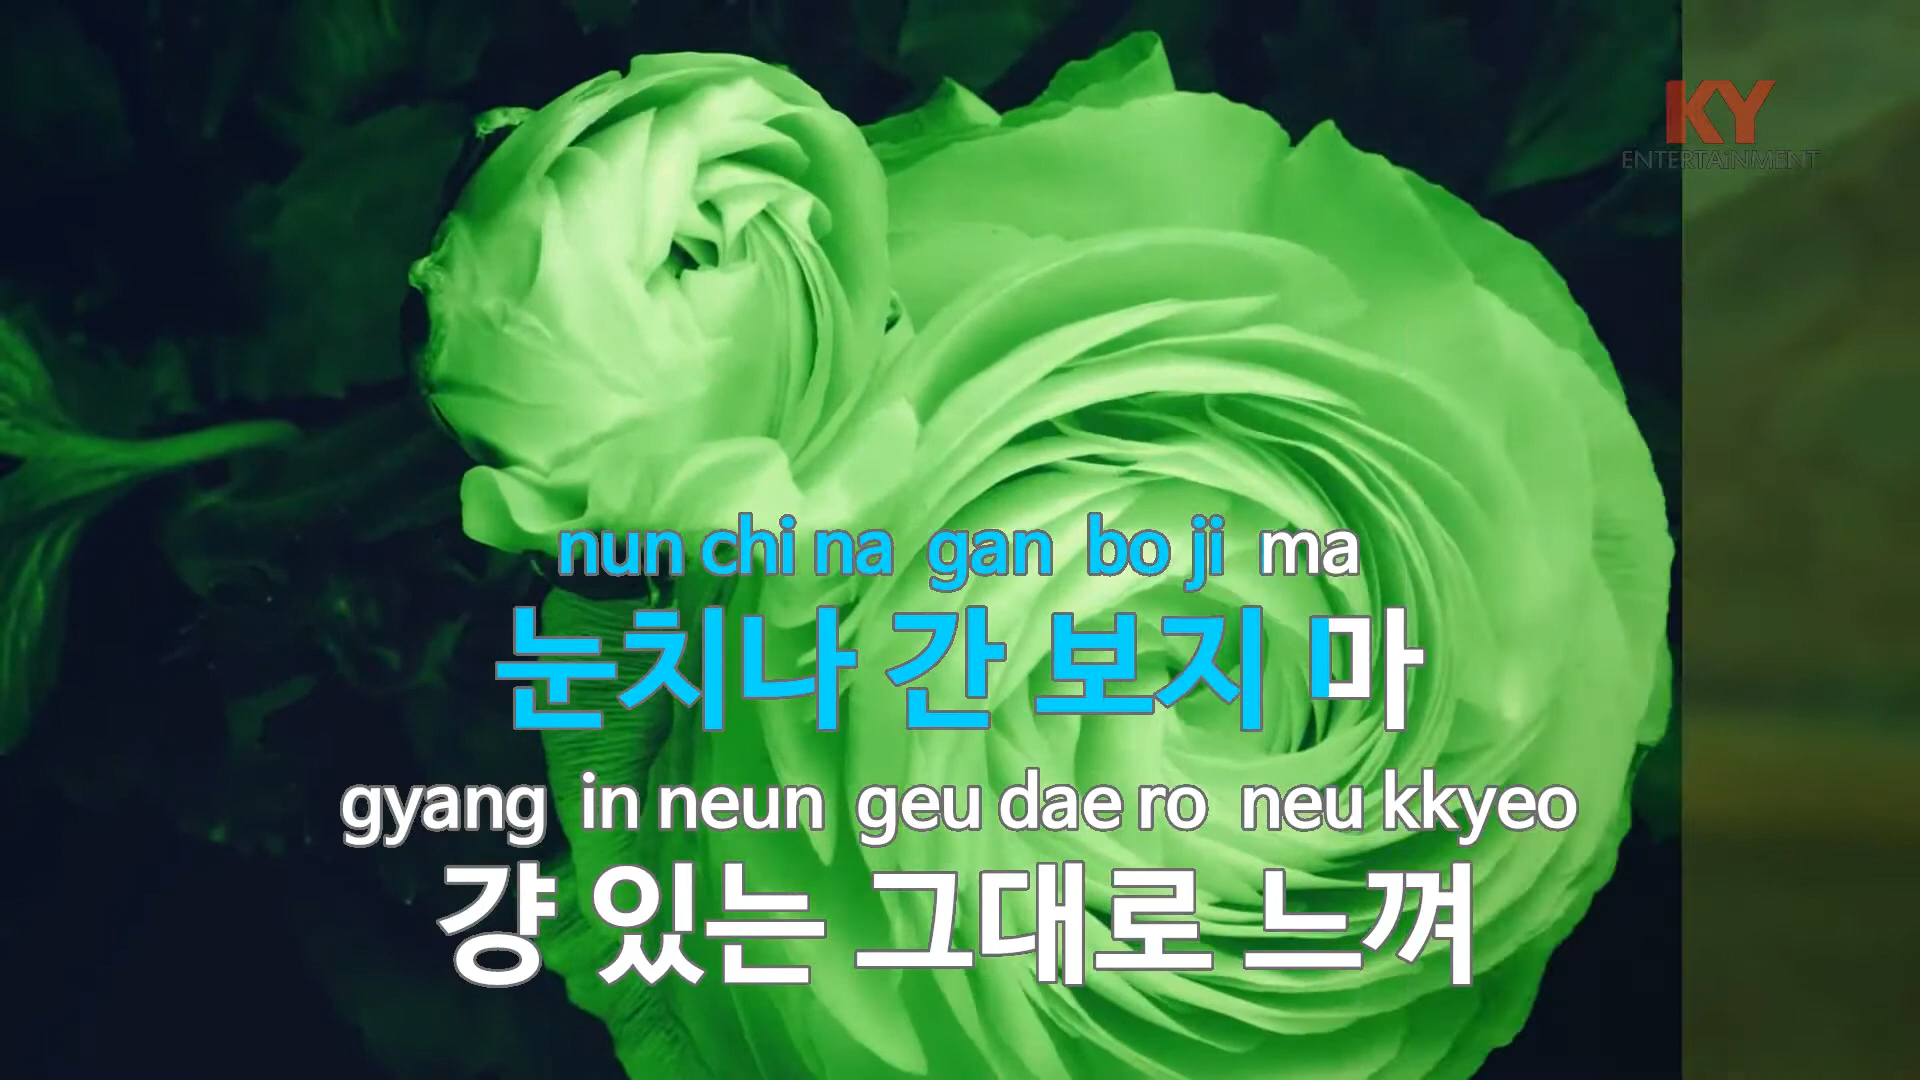 KY
ENTERTAINMENT
nun chi na gan bo ji ma
눈치나 간 보지 마
gyang in neun geu dae ro neu kkyeo
걍 있는 그대로 느껴